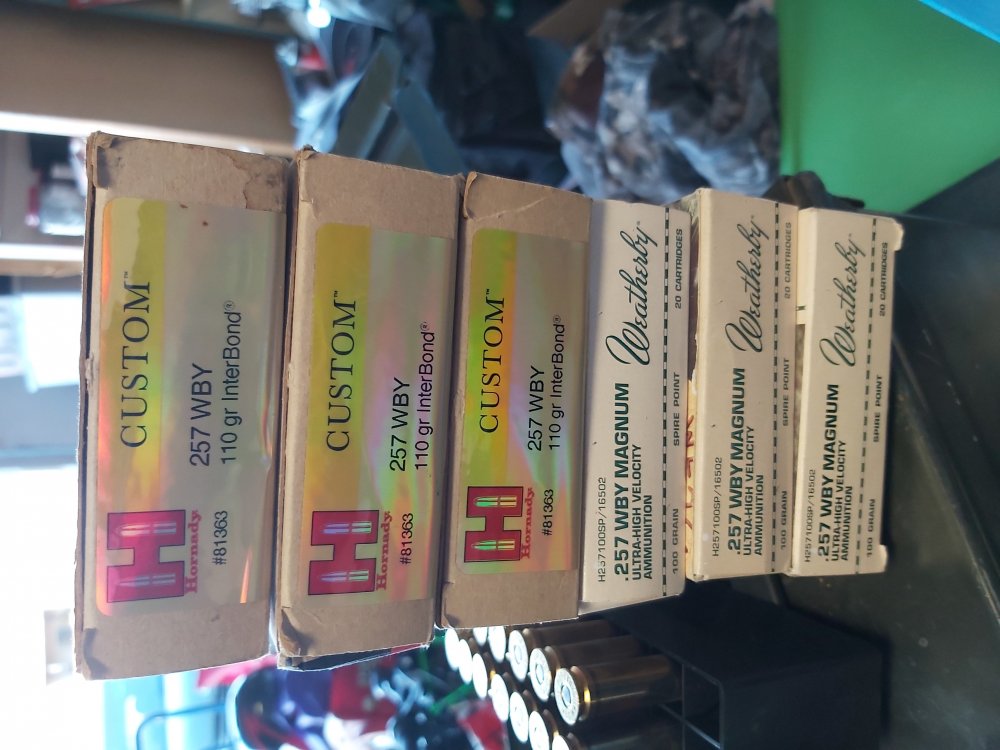 CUSTOM™
257 WBY
110 gr InterBond®
Hornady
#81363
CUSTOM™
257 WBY
110 gr InterBond®
Hornady
#81363
CUSTOM™
257 WBY
110 gr InterBond®
Hornady
#81363
H257100SP/16502
.257 WBY MAGNUM
ULTRA-HIGH VELOCITY
AMMUNITION
Weatherby
100 GRAIN SPIRE POINT 20 CARTRIDGES
H257100SP/16502
.257 WBY MAGNUM
ULTRA-HIGH VELOCITY
AMMUNITION
Weatherby
100 GRAIN SPIRE POINT 20 CARTRIDGES
H257100SP/16502
.257 WBY MAGNUM
ULTRA-HIGH VELOCITY
AMMUNITION
Weatherby
100 GRAIN SPIRE POINT 20 CARTRIDGES